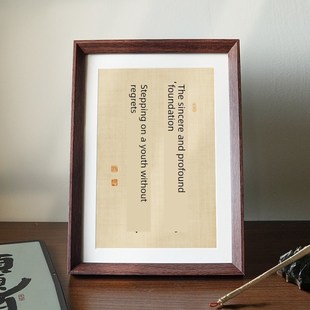 The sincere and profound
,foundation
Stepping on a youth without
regrets